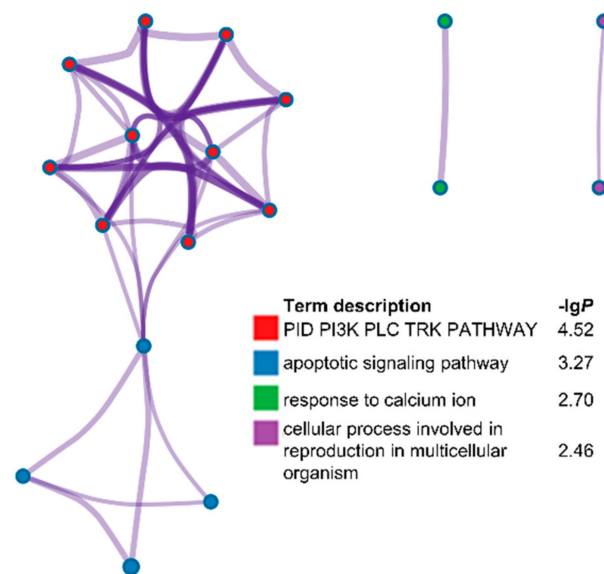 Term description -lgP
PID PI3K PLC TRK PATHWAY 4.52
apoptotic signaling pathway 3.27
response to calcium ion 2.70
cellular process involved in
reproduction in multicellular 2.46
organism